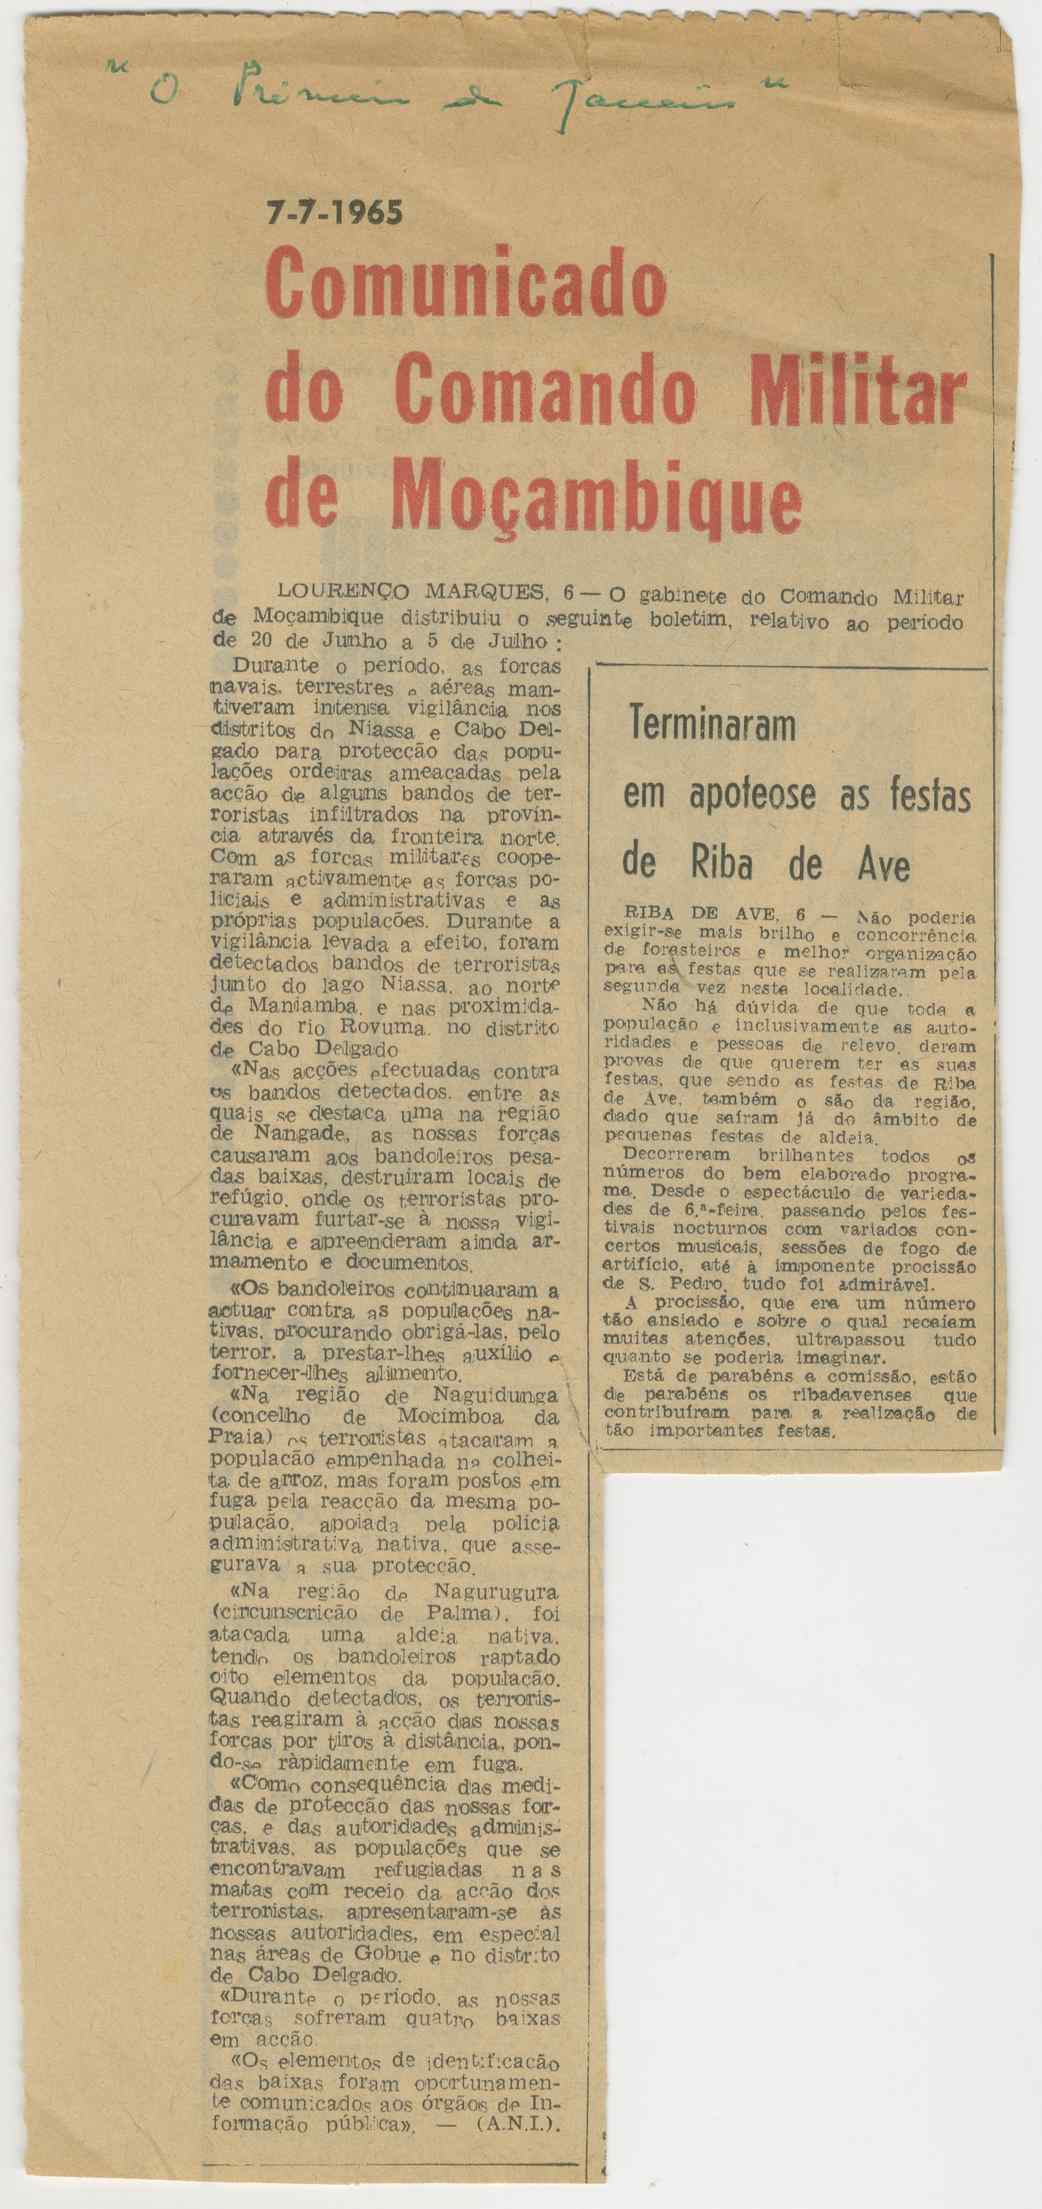 "O Primeiro de Janeiro"
7-7-1965
Comunicado
do Comando Militar
de Moçambique
LOURENÇO MARQUES, 6 — O gabinete do Comando Militar
de Moçambique distribuiu o seguinte boletim, relativo ao período
de 20 de Junho a 5 de Julho :
Durante o período, as forças
navais, terrestres e aéreas man-
tiveram intensa vigilância nos
distritos do Niassa e Cabo Del-
gado para protecção das popu-
lações ordeiras ameaçadas pela
acção de alguns bandos de ter-
roristas infiltrados na provín-
cia através da fronteira norte.
Com as forças militares coope-
raram activamente as forças po-
liciais e administrativas e as
próprias populações. Durante a
vigilância levada a efeito, foram
detectados bandos de terroristas
junto do lago Niassa, ao norte
de Maniamba, e nas proximida-
des do rio Rovuma, no distrito
de Cabo Delgado
«Nas acções efectuadas contra
os bandos detectados, entre as
quais se destaca uma na região
de Nangade, as nossas forças
causaram aos bandoleiros pesa-
das baixas, destruíram locais de
refúgio, onde os terroristas pro-
curavam furtar-se à nossa vigi-
lância e apreenderam ainda ar-
mamento e documentos.
«Os bandoleiros continuaram a
actuar contra as populações na-
tivas, procurando obrigá-las, pelo
terror, a prestar-lhes auxílio e
fornecer-lhes alimento.
«Na região de Naguidunga
(concelho de Mocímboa da
Praia) os terroristas atacaram a
população empenhada na colhei-
ta de arroz, mas foram postos em
fuga pela reacção da mesma po-
pulação, apoiada pela polícia
administrativa nativa, que asse-
gurava a sua protecção.
«Na região de Nagurugura
(circunscrição de Palma), foi
atacada uma aldeia nativa,
tendo os bandoleiros raptado
oito elementos da população.
Quando detectados, os terroris-
tas reagiram à acção das nossas
forças por tiros à distância, pon-
do-se ràpidamente em fuga.
«Como consequência das medi-
das de protecção das nossas for-
ças, e das autoridades adminis-
trativas, as populações que se
encontravam refugiadas nas
matas com receio da acção dos
terroristas, apresentaram-se às
nossas autoridades, em especial
nas áreas de Gobue e no distrito
de Cabo Delgado.
«Durante o período, as nossas
forças sofreram quatro baixas
em acção.
«Os elementos de identificação
das baixas foram oportunamen-
te comunicados aos órgãos de In-
formação pública». — (A.N.I.).
Terminaram
em apoteose as festas
de Riba de Ave
RIBA DE AVE, 6 — Não poderia
exigir-se mais brilho e concorrência
de forasteiros e melhor organização
para as festas que se realizaram pela
segunda vez nesta localidade.
Não há dúvida de que toda a
população e inclusivamente as auto-
ridades e pessoas de relevo, deram
provas de que querem ter as suas
festas, que sendo as festas de Riba
de Ave, também o são da região,
dado que saíram já do âmbito de
pequenas festas de aldeia.
Decorreram brilhantes todos os
números do bem elaborado progra-
ma. Desde o espectáculo de varieda-
des de 6.ª-feira, passando pelos fes-
tivais nocturnos com variados con-
certos musicais, sessões de fogo de
artifício, até à imponente procissão
de S. Pedro, tudo foi admirável.
A procissão, que era um número
tão ansiado e sobre o qual recaíam
muitas atenções, ultrapassou tudo
quanto se poderia imaginar.
Está de parabéns a comissão, estão
de parabéns os ribadavenses que
contribuíram para a realização de
tão importantes festas.